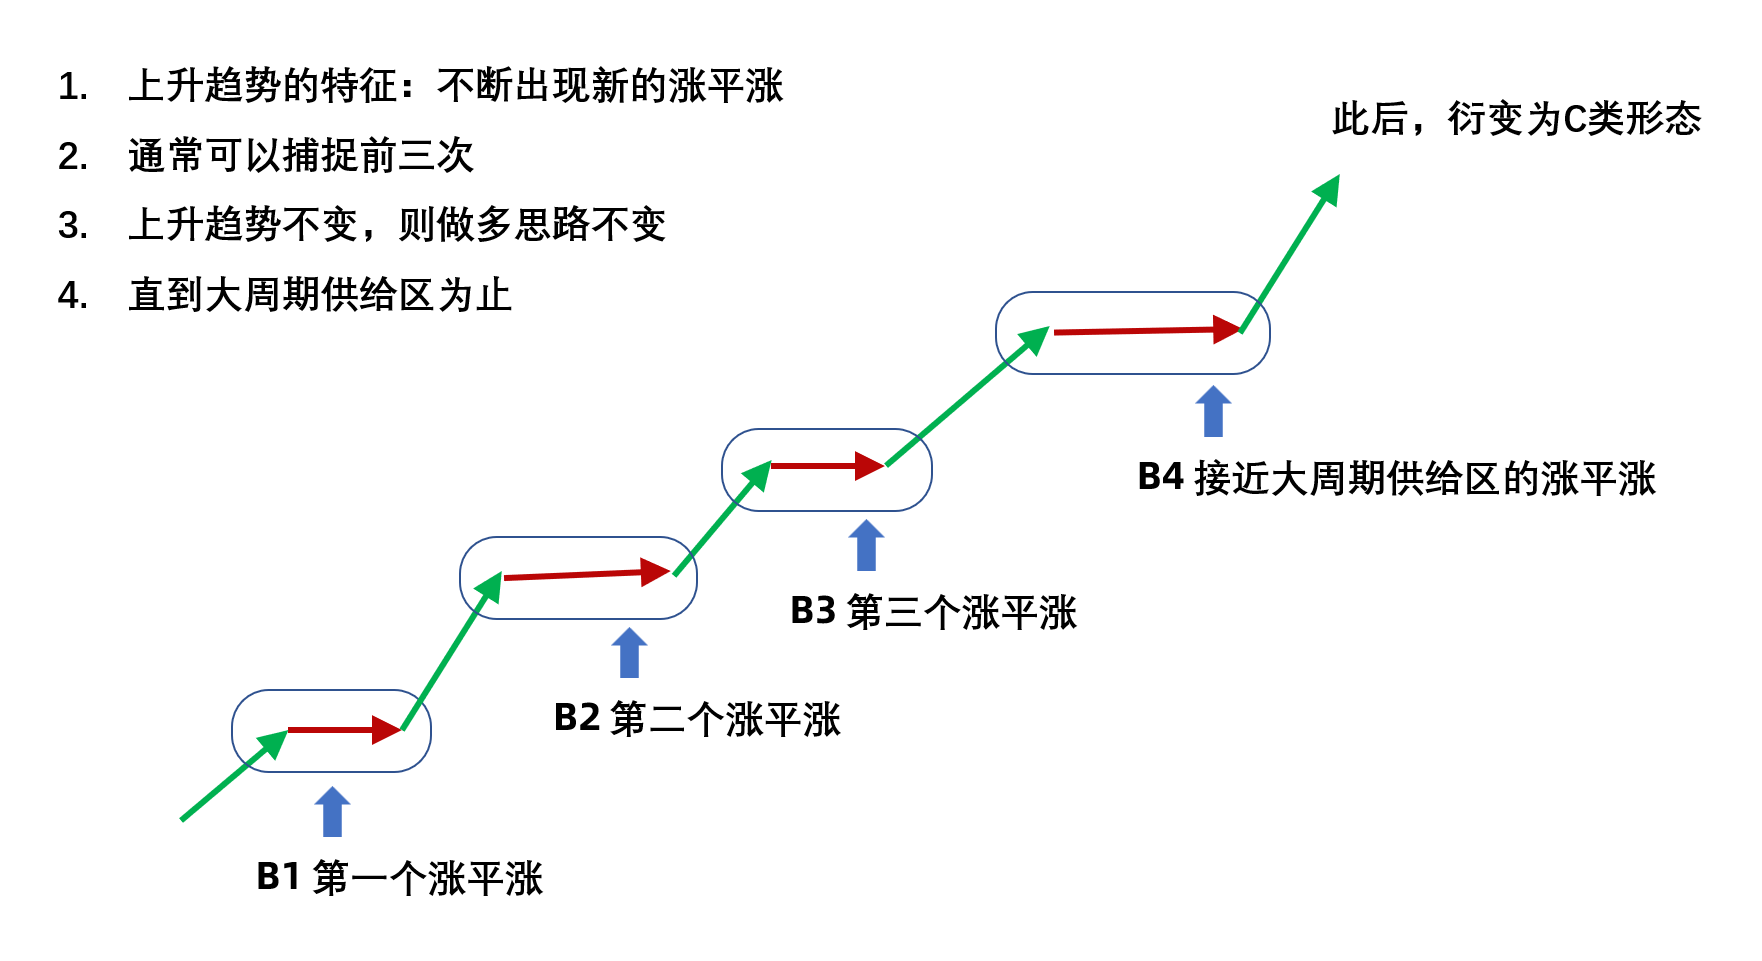 1. 上升趋势的特征：不断出现新的涨平涨
2. 通常可以捕捉前三次
3. 上升趋势不变，则做多思路不变
4. 直到大周期供给区为止
此后，衍变为C类形态
B4 接近大周期供给区的涨平涨
B3 第三个涨平涨
B2 第二个涨平涨
B1 第一个涨平涨